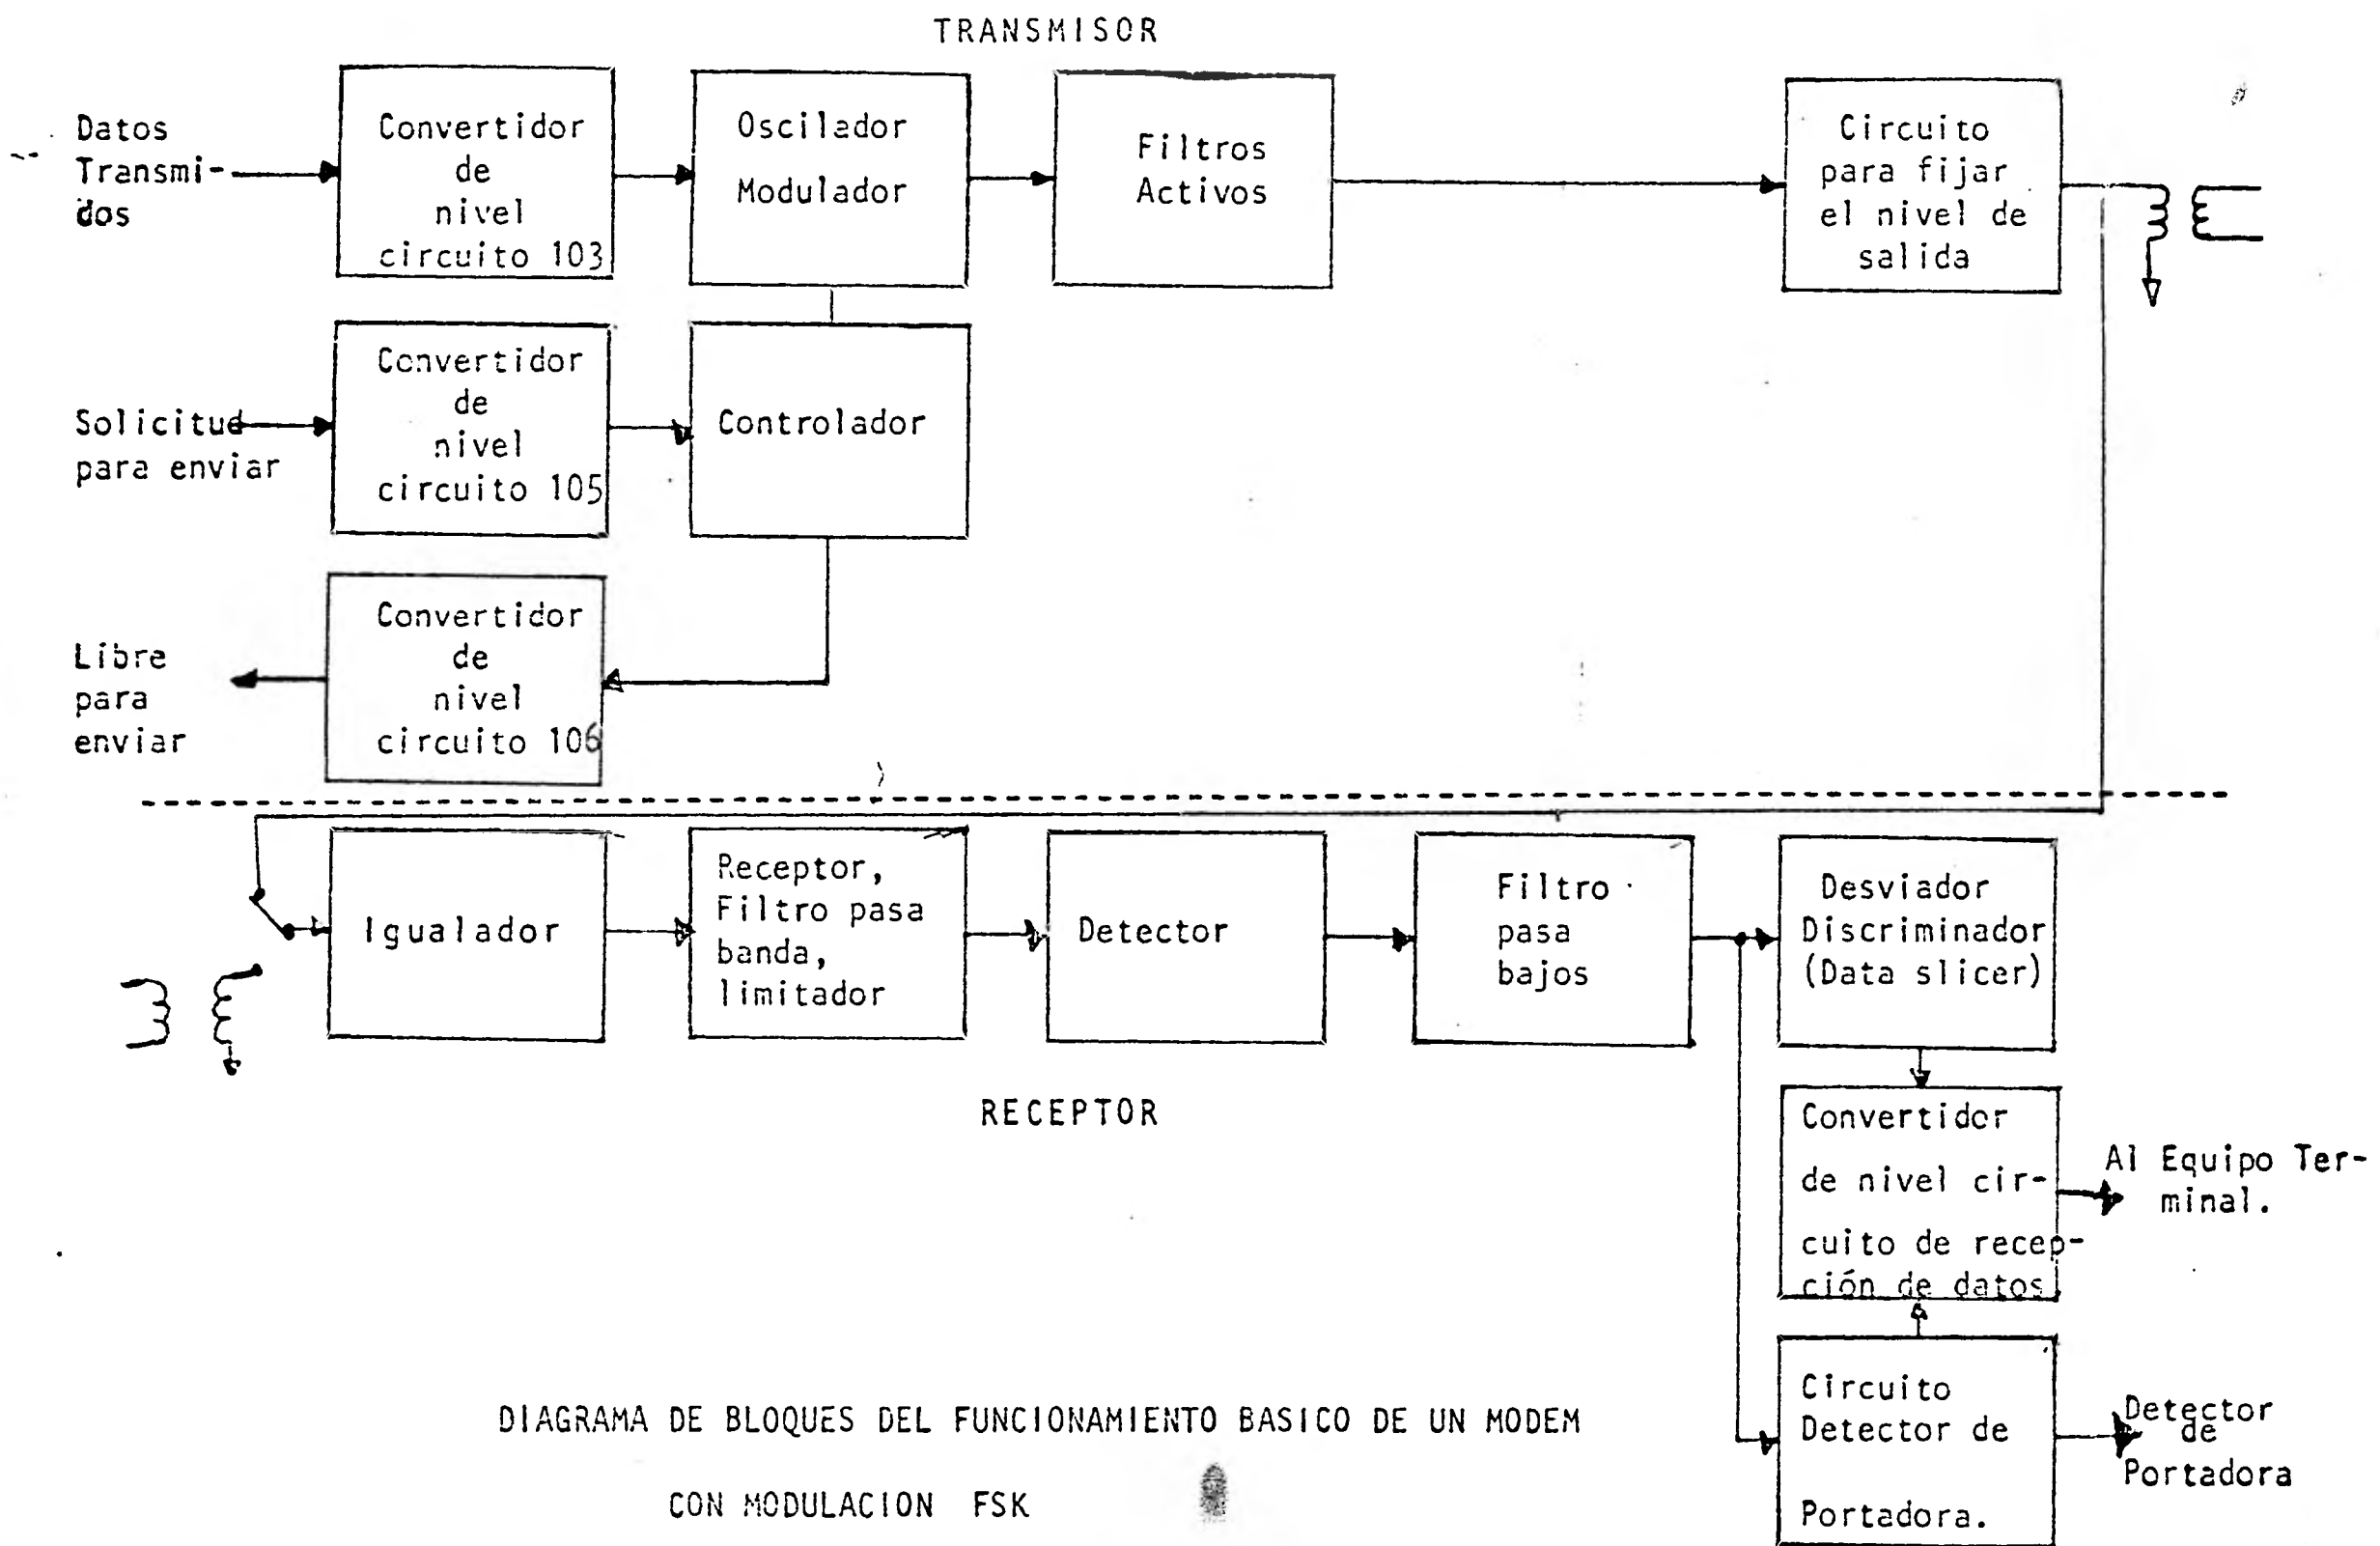 TRANSMISOR
Datos
Transmi-
dos
Convertidor
de
nivel
circuito 103
Oscilador
Modulador
Filtros
Activos
Circuito
para fijar
el nivel de
salida
Solicitud
para enviar
Convertidor
de
nivel
circuito 105
Controlador
Libre
para
enviar
Convertidor
de
nivel
circuito 106
Igualador
Receptor,
Filtro pasa
banda,
limitador
Detector
Filtro
pasa
bajos
Desviador
Discriminador
(Data slicer)
RECEPTOR
Convertidor
de nivel cir-
cuito de recep-
ción de datos
Al Equipo Ter-
minal.
Circuito
Detector de
Portadora.
Detector
de
Portadora
DIAGRAMA DE BLOQUES DEL FUNCIONAMIENTO BASICO DE UN MODEM
CON MODULACION FSK